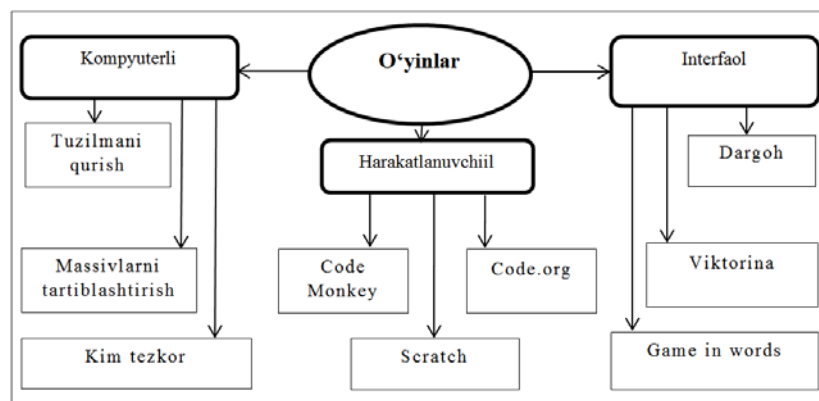 O‘yinlar
Kompyuterli
Interfaol
Harakatlanuvchiil
Tuzilmani
qurish
Massivlarni
tartiblashtirish
Kim tezkor
Code
Monkey
Code.org
Scratch
Dargoh
Viktorina
Game in words